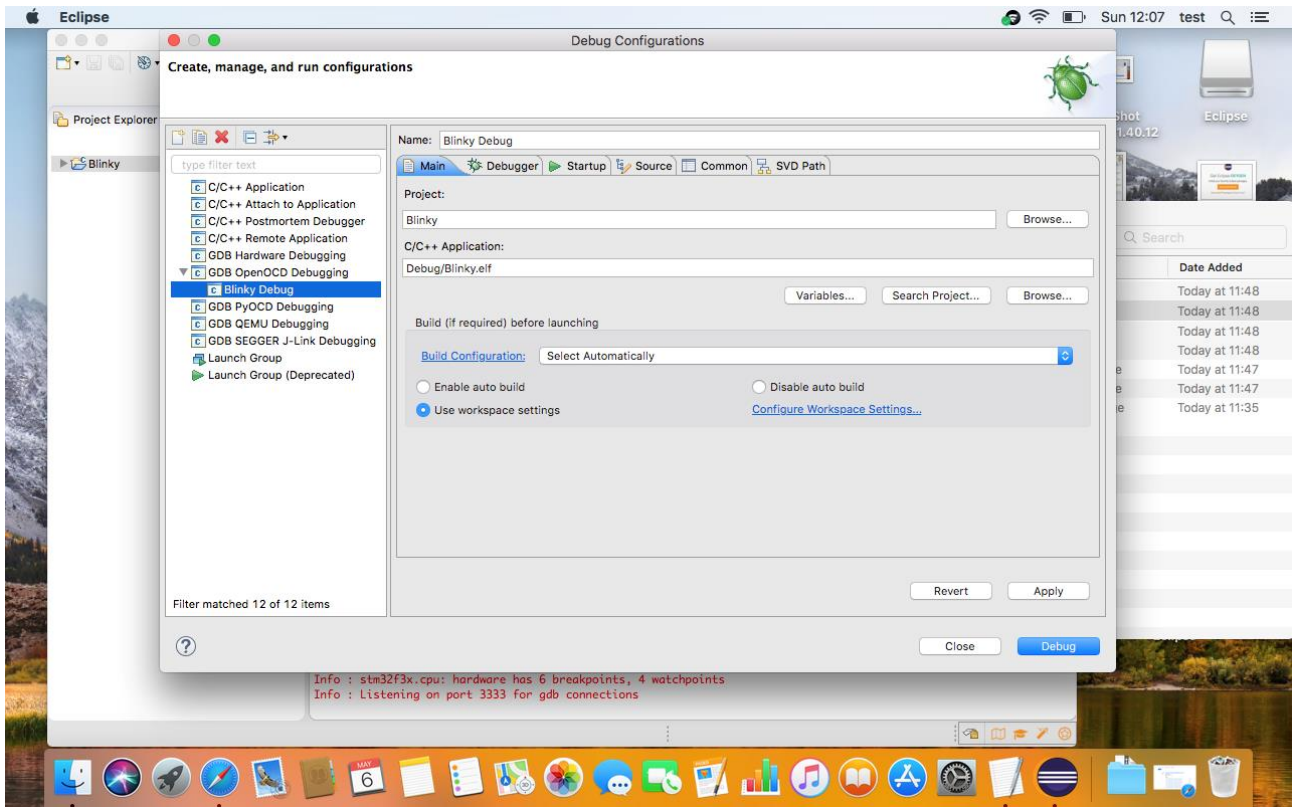 Eclipse
Sun 12:07 test
Debug Configurations
Create, manage, and run configurations
Project Explorer
Blinky
type filter text
C/C++ Application
C/C++ Attach to Application
C/C++ Postmortem Debugger
C/C++ Remote Application
GDB Hardware Debugging
GDB OpenOCD Debugging
Blinky Debug
GDB PyOCD Debugging
GDB QEMU Debugging
GDB SEGGER J-Link Debugging
Launch Group
Launch Group (Deprecated)
Filter matched 12 of 12 items
Name: Blinky Debug
Main Debugger Startup Source Common SVD Path
Project:
Blinky Browse...
C/C++ Application:
Debug/Blinky.elf
Variables... Search Project... Browse...
Build (if required) before launching
Build Configuration: Select Automatically
Enable auto build Disable auto build
Use workspace settings Configure Workspace Settings...
Revert Apply
? Close Debug
Info : stm32f3x.cpu: hardware has 6 breakpoints, 4 watchpoints
Info : Listening on port 3333 for gdb connections
hot
1.40.12
Eclipse
Search
Date Added
Today at 11:48
Today at 11:48
Today at 11:48
Today at 11:48
e Today at 11:47
e Today at 11:47
e Today at 11:35
MAY
6